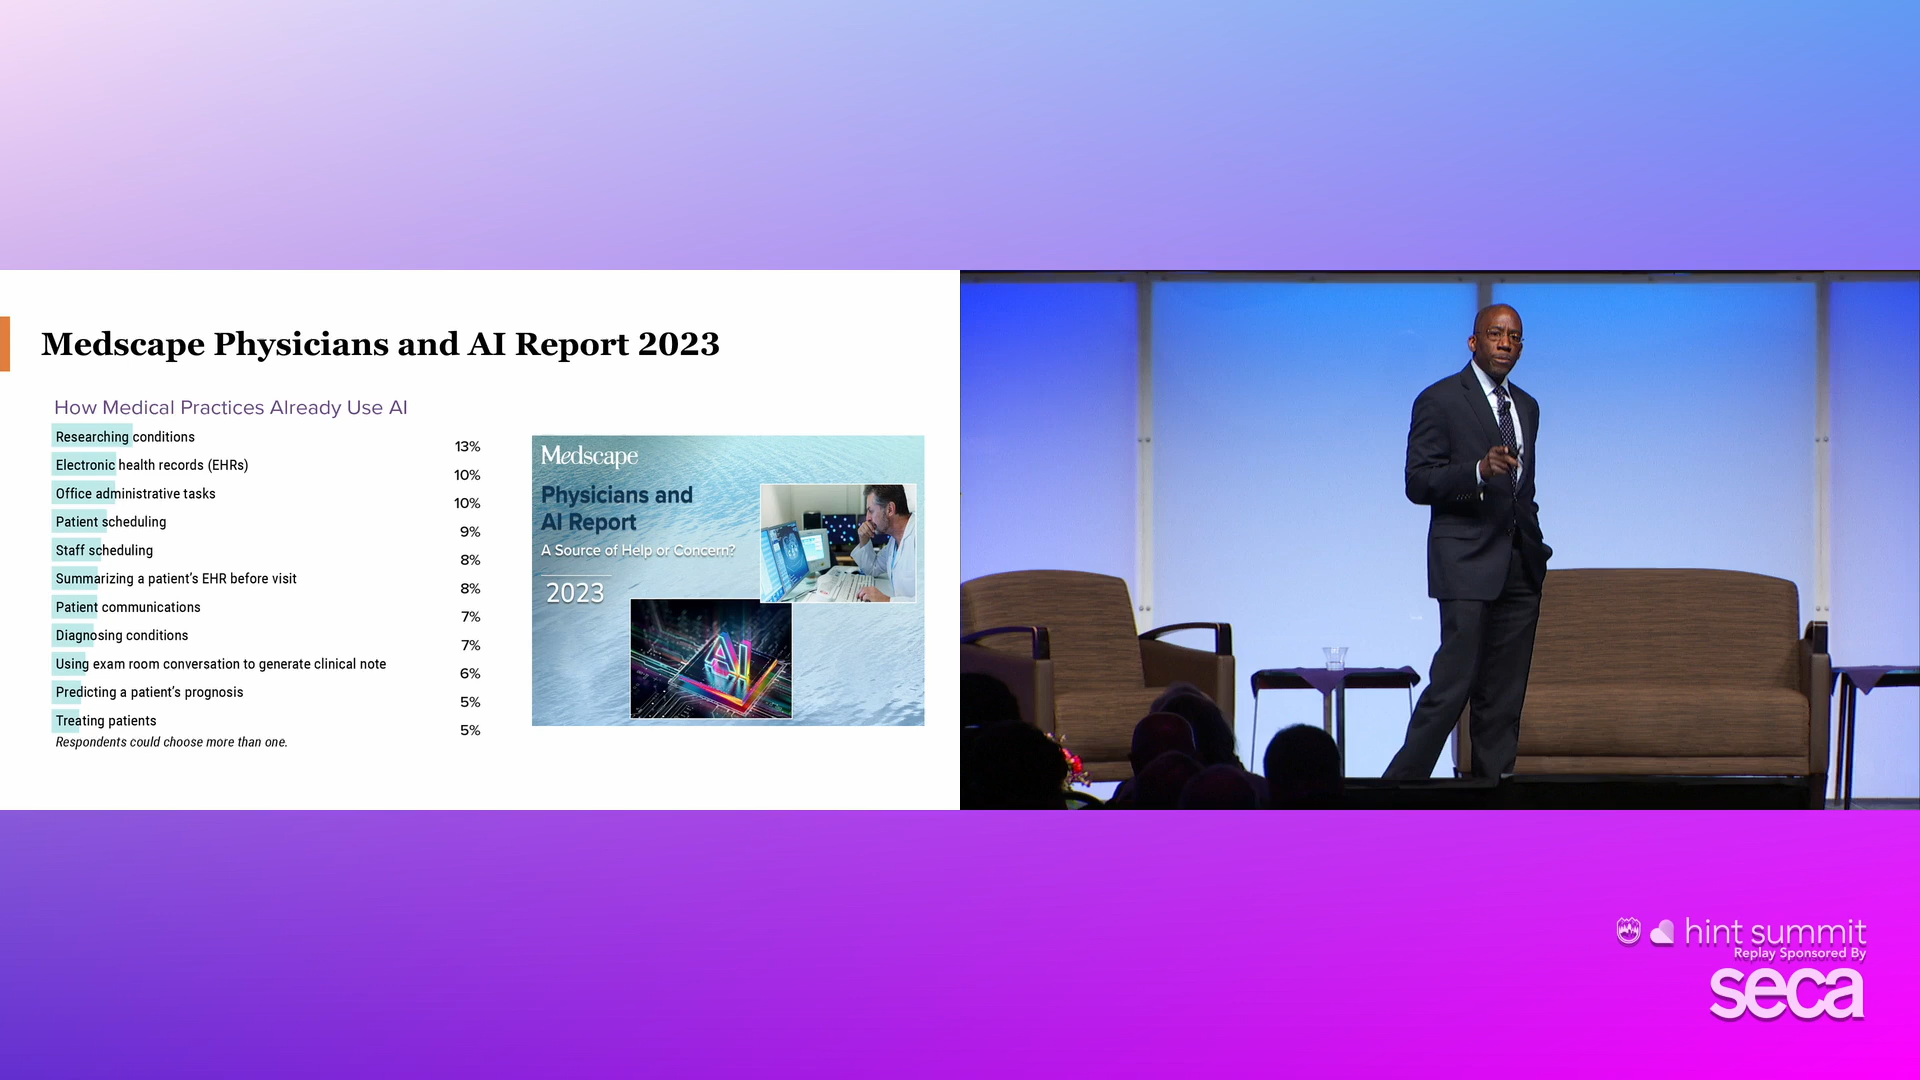 Medscape Physicians and AI Report 2023
How Medical Practices Already Use AI
Researching conditions 13%
Electronic health records (EHRs) 10%
Office administrative tasks 10%
Patient scheduling 9%
Staff scheduling 8%
Summarizing a patient’s EHR before visit 8%
Patient communications 7%
Diagnosing conditions 7%
Using exam room conversation to generate clinical note 6%
Predicting a patient’s prognosis 5%
Treating patients 5%
Respondents could choose more than one.
Medscape
Physicians and
AI Report
A Source of Help or Concern?
2023
AI
hint summit
Replay Sponsored By
seca